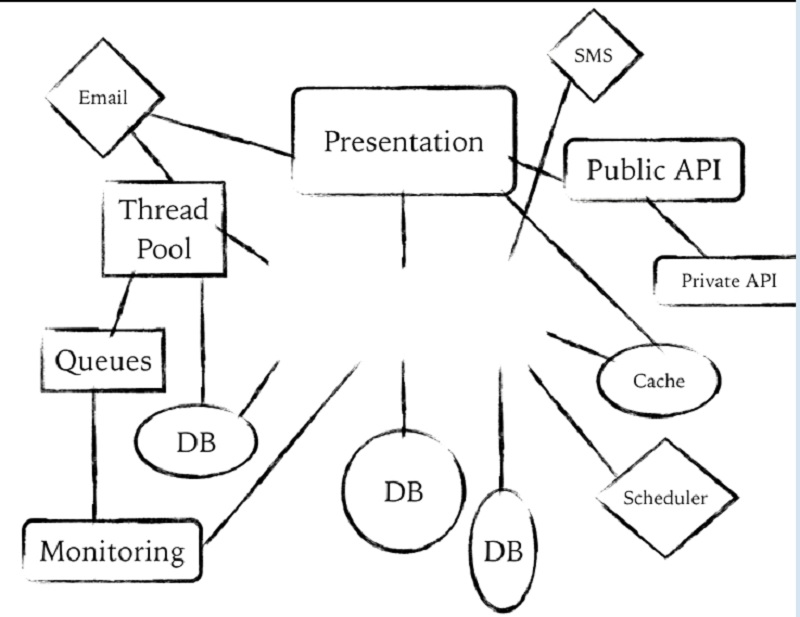 SMS
Email
Presentation
Public API
Thread
Pool
Private API
Queues
Cache
DB
DB
Scheduler
DB
Monitoring